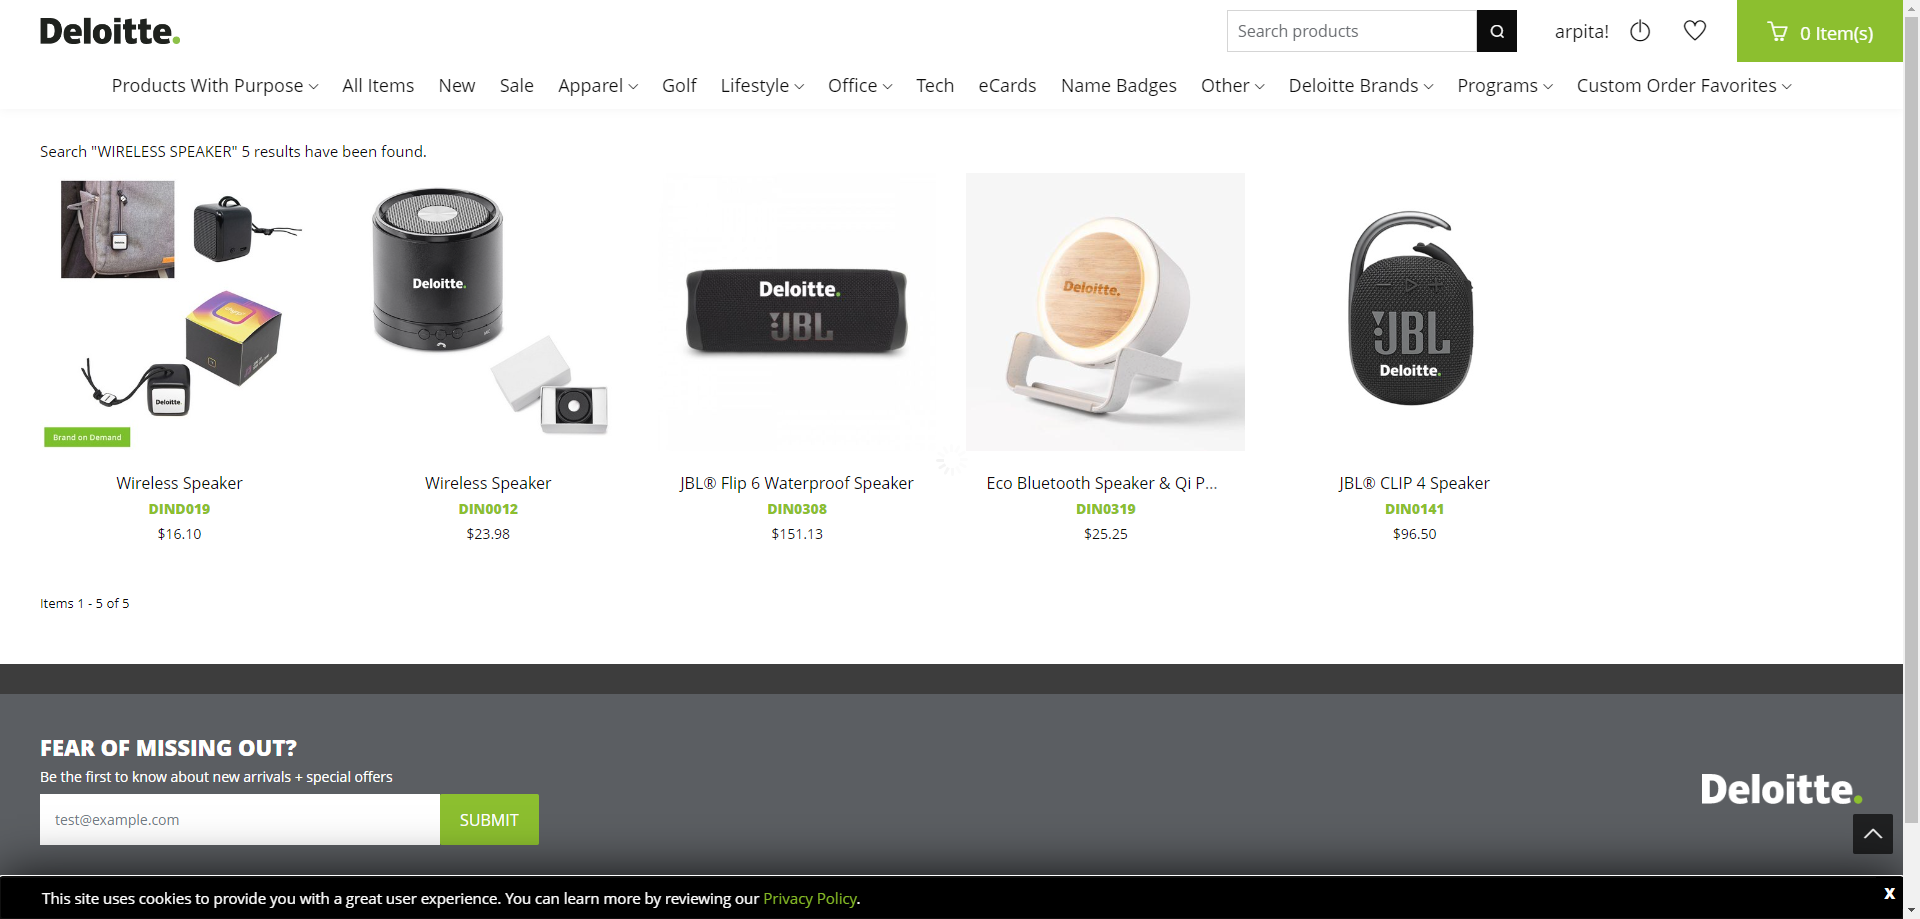 Deloitte.
Search products
arpita!
0 Item(s)
Products With Purpose All Items New Sale Apparel Golf Lifestyle Office Tech eCards Name Badges Other Deloitte Brands Programs Custom Order Favorites
Search "WIRELESS SPEAKER" 5 results have been found.
Deloitte.
Deloitte.
Brand on Demand
Deloitte.
Deloitte.
JBL
Deloitte.
JBL
Deloitte.
Wireless Speaker
DIND019
$16.10
Wireless Speaker
DIN0012
$23.98
JBL® Flip 6 Waterproof Speaker
DIN0308
$151.13
Eco Bluetooth Speaker & Qi P...
DIN0319
$25.25
JBL® CLIP 4 Speaker
DIN0141
$96.50
Items 1 - 5 of 5
FEAR OF MISSING OUT?
Be the first to know about new arrivals + special offers
test@example.com
SUBMIT
Deloitte.
This site uses cookies to provide you with a great user experience. You can learn more by reviewing our Privacy Policy.
X